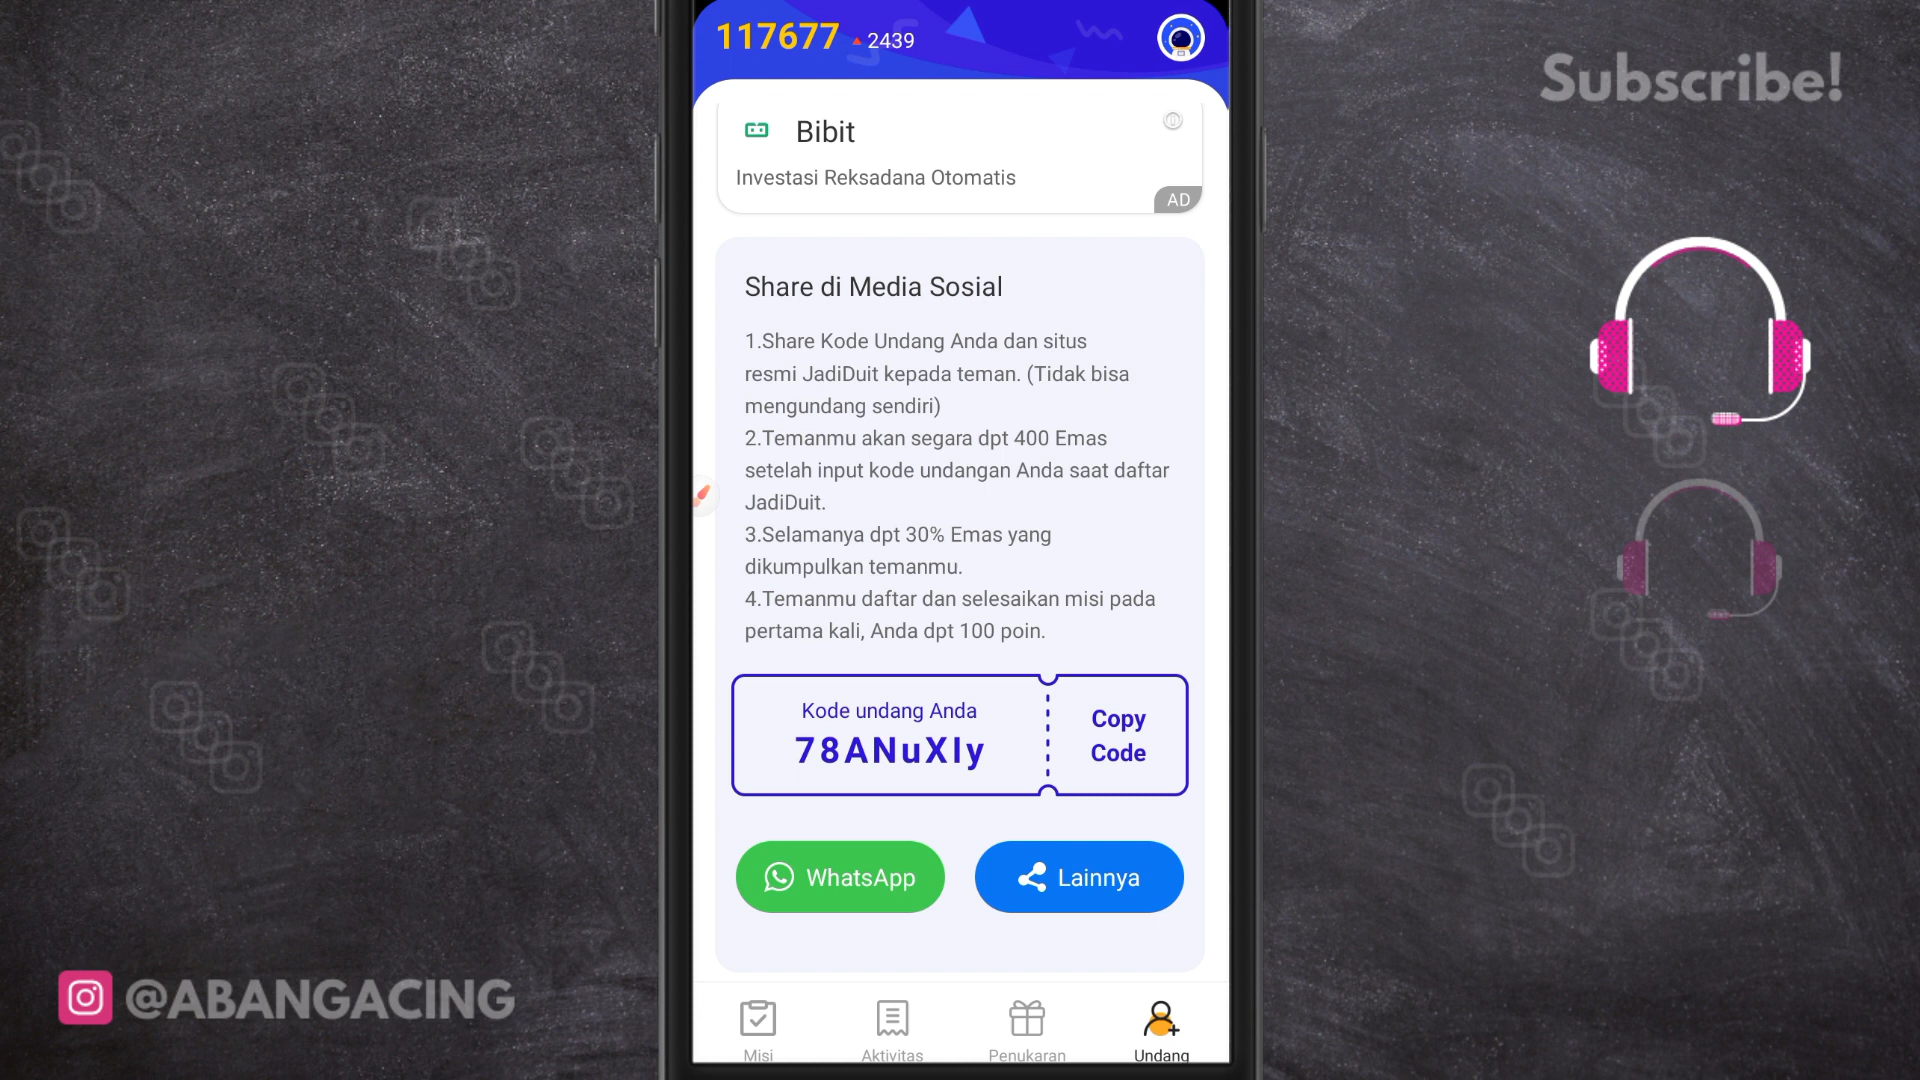 117677 2439
Subscribe!
Bibit
Investasi Reksadana Otomatis
AD
Share di Media Sosial
1.Share Kode Undang Anda dan situs
resmi JadiDuit kepada teman. (Tidak bisa
mengundang sendiri)
2.Temanmu akan segara dpt 400 Emas
setelah input kode undangan Anda saat daftar
JadiDuit.
3.Selamanya dpt 30% Emas yang
dikumpulkan temanmu.
4.Temanmu daftar dan selesaikan misi pada
pertama kali, Anda dpt 100 poin.
Kode undang Anda
78ANuXly
Copy
Code
WhatsApp
Lainnya
@ABANGACING
Misi
Aktivitas
Penukaran
Undang